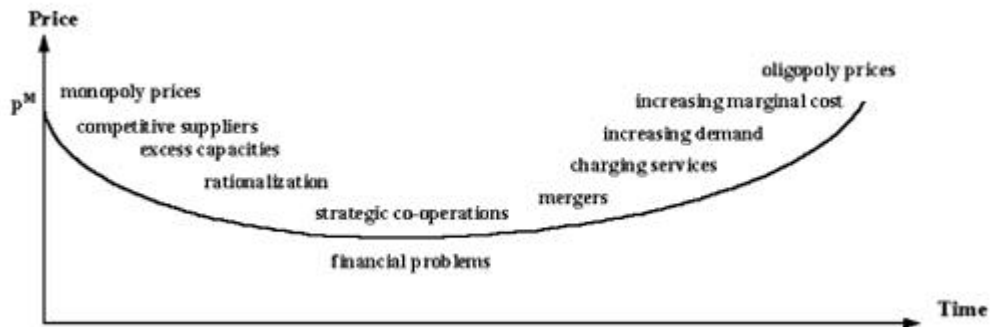 Price
oligopoly prices
monopoly prices
P^M
increasing marginal cost
competitive suppliers
increasing demand
excess capacities
charging services
rationalization
mergers
strategic co-operations
financial problems
Time